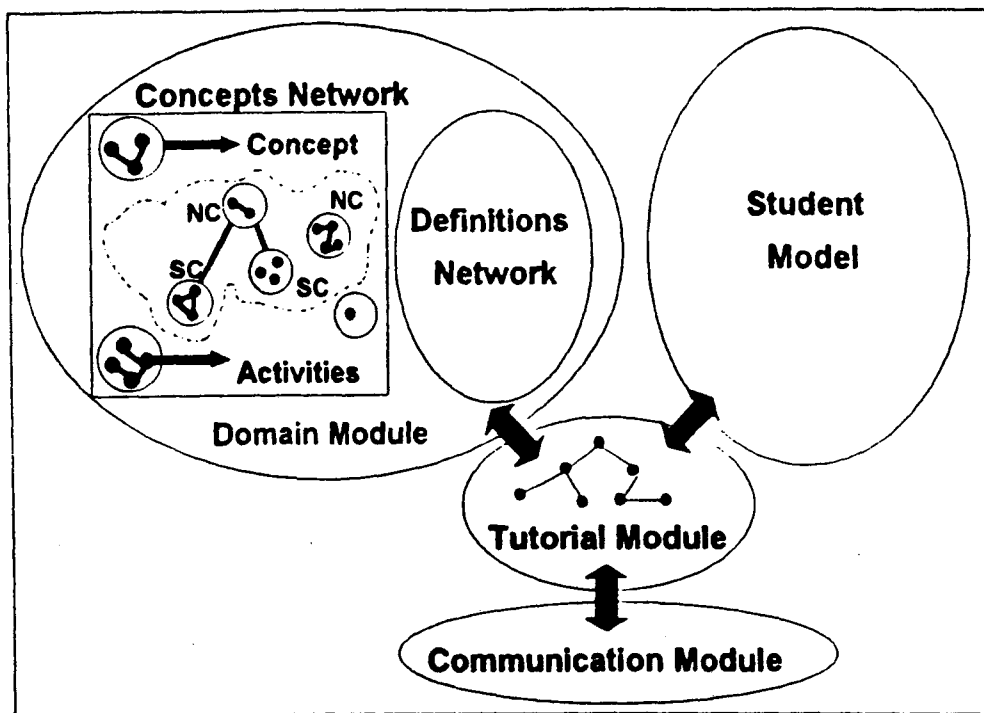 Concepts Network
Concept
NC
NC
SC
SC
Activities
Definitions
Network
Domain Module
Student
Model
Tutorial Module
Communication Module